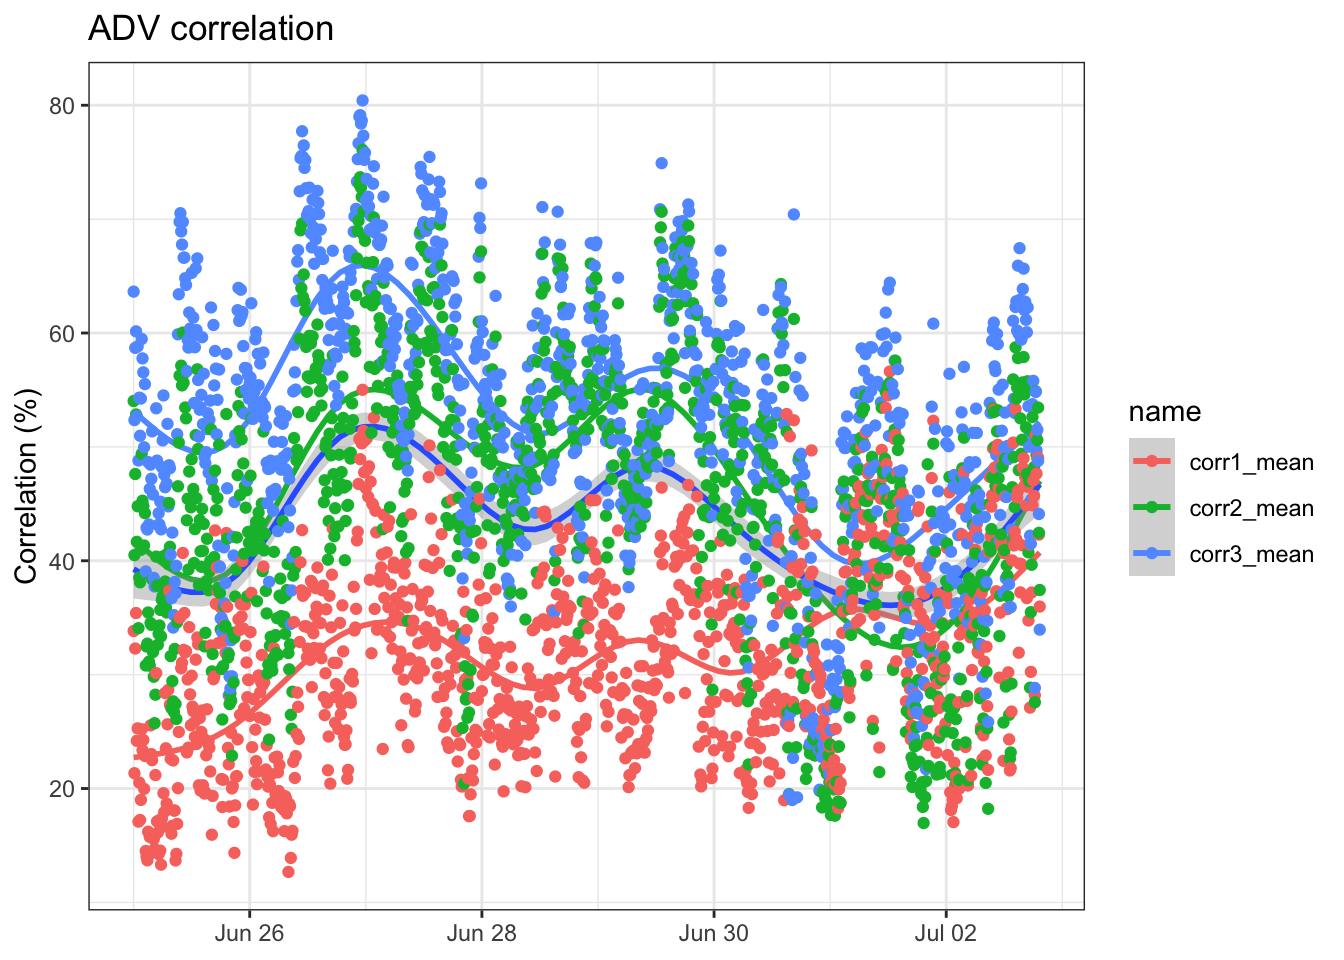 ADV correlation
Correlation (%)
80
60
40
20
Jun 26
Jun 28
Jun 30
Jul 02
name
corr1_mean
corr2_mean
corr3_mean